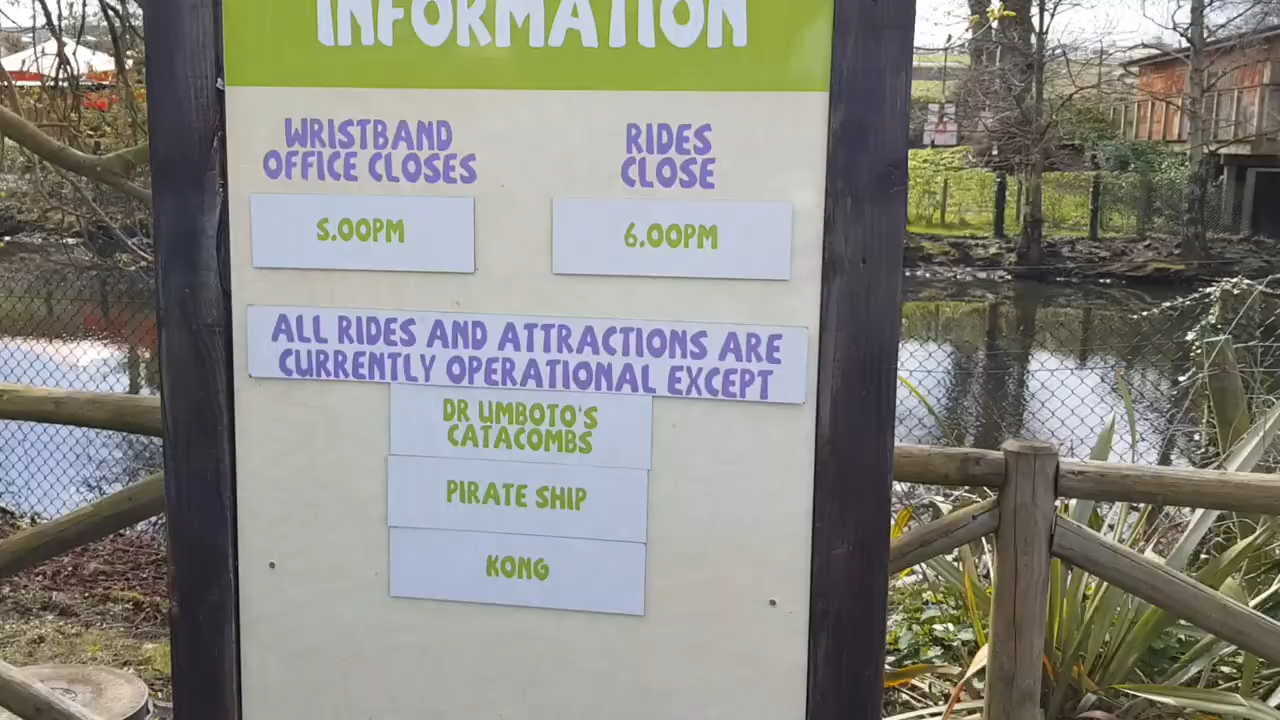 INFORMATION
WRISTBAND
OFFICE CLOSES
5.00PM
RIDES
CLOSE
6.00PM
ALL RIDES AND ATTRACTIONS ARE
CURRENTLY OPERATIONAL EXCEPT
DR UMBOTO'S
CATACOMBS
PIRATE SHIP
KONG